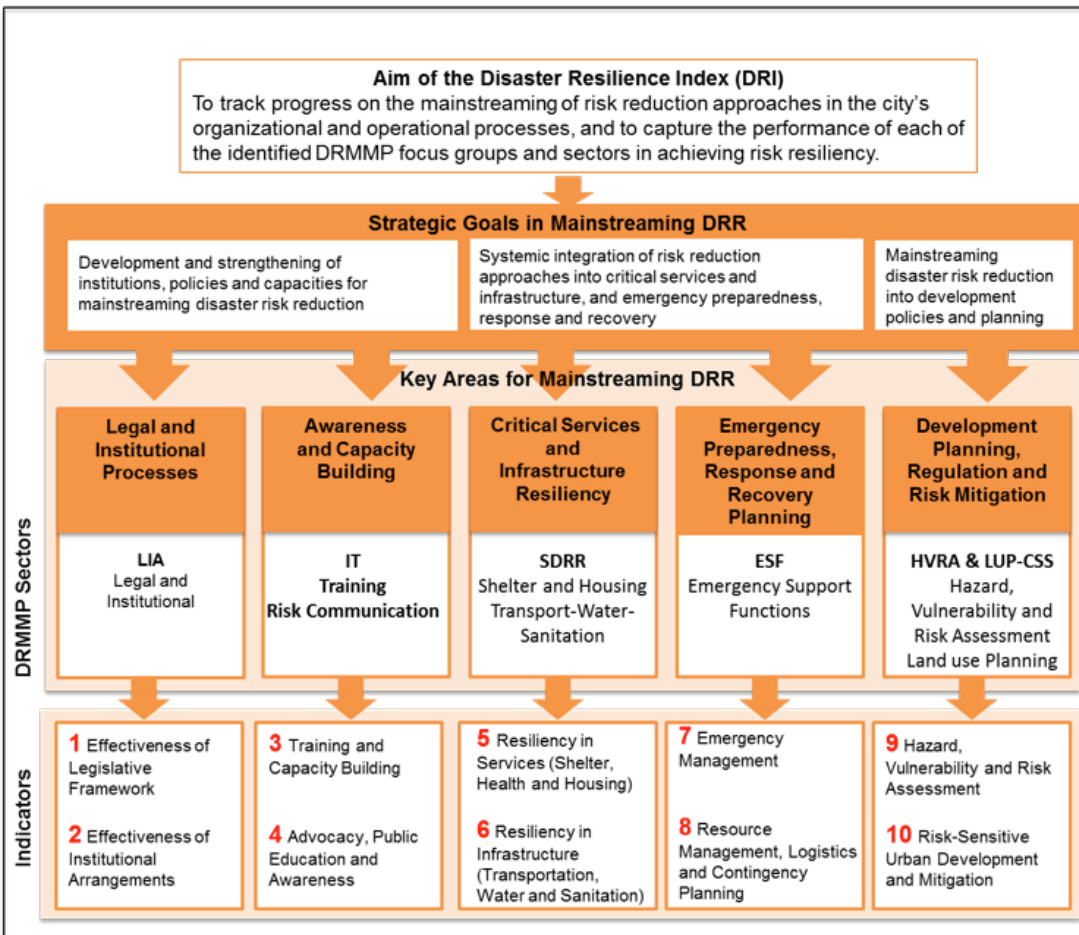 Aim of the Disaster Resilience Index (DRI)
To track progress on the mainstreaming of risk reduction approaches in the city's
organizational and operational processes, and to capture the performance of each of
the identified DRMMP focus groups and sectors in achieving risk resiliency.
Strategic Goals in Mainstreaming DRR
Development and strengthening of
institutions, policies and capacities for
mainstreaming disaster risk reduction
Systemic integration of risk reduction
approaches into critical services and
infrastructure, and emergency preparedness,
response and recovery
Mainstreaming
disaster risk reduction
into development
policies and planning
Key Areas for Mainstreaming DRR
Legal and
Institutional
Processes
Awareness
and Capacity
Building
Critical Services
and
Infrastructure
Resiliency
Emergency
Preparedness,
Response and
Recovery
Planning
Development
Planning,
Regulation and
Risk Mitigation
DRMMP Sectors
LIA
Legal and
Institutional
IT
Training
Risk Communication
SDRR
Shelter and Housing
Transport-Water-
Sanitation
ESF
Emergency Support
Functions
HVRA & LUP-CSS
Hazard,
Vulnerability and
Risk Assessment
Land use Planning
Indicators
1 Effectiveness of
Legislative
Framework
2 Effectiveness of
Institutional
Arrangements
3 Training and
Capacity Building
4 Advocacy, Public
Education and
Awareness
5 Resiliency in
Services (Shelter,
Health and Housing)
6 Resiliency in
Infrastructure
(Transportation,
Water and Sanitation)
7 Emergency
Management
8 Resource
Management, Logistics
and Contingency
Planning
9 Hazard,
Vulnerability and Risk
Assessment
10 Risk-Sensitive
Urban Development
and Mitigation